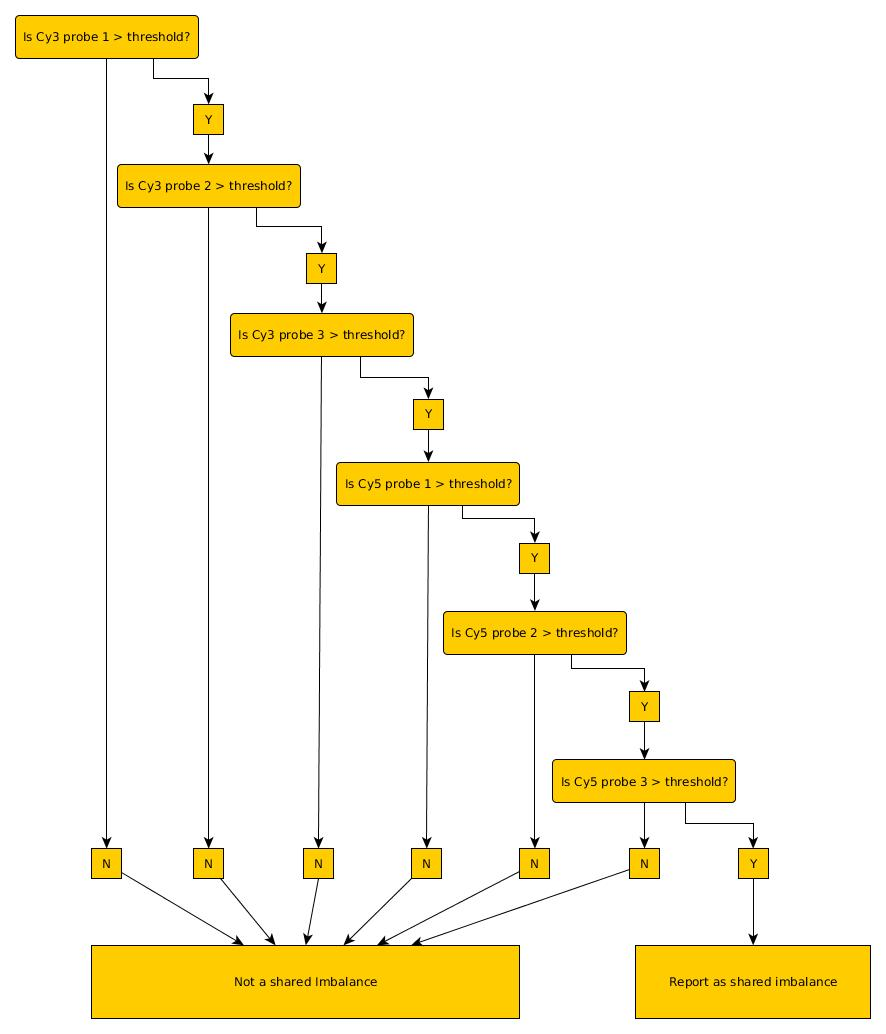 Is Cy3 probe 1 > threshold?
Y
Is Cy3 probe 2 > threshold?
Y
Is Cy3 probe 3 > threshold?
Y
Is Cy5 probe 1 > threshold?
Y
Is Cy5 probe 2 > threshold?
Y
Is Cy5 probe 3 > threshold?
N N N N N N Y
Not a shared Imbalance
Report as shared imbalance